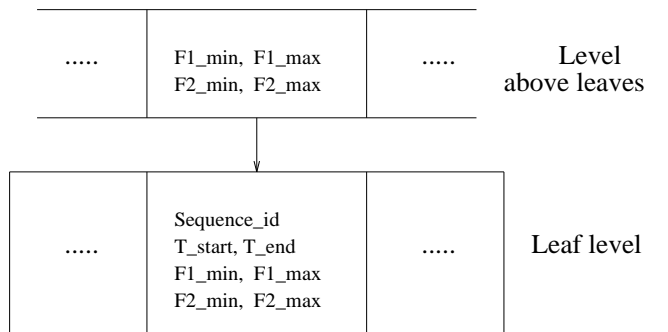 ..... F1_min, F1_max ..... Level
F2_min, F2_max above leaves
Sequence_id
..... T_start, T_end ..... Leaf level
F1_min, F1_max
F2_min, F2_max